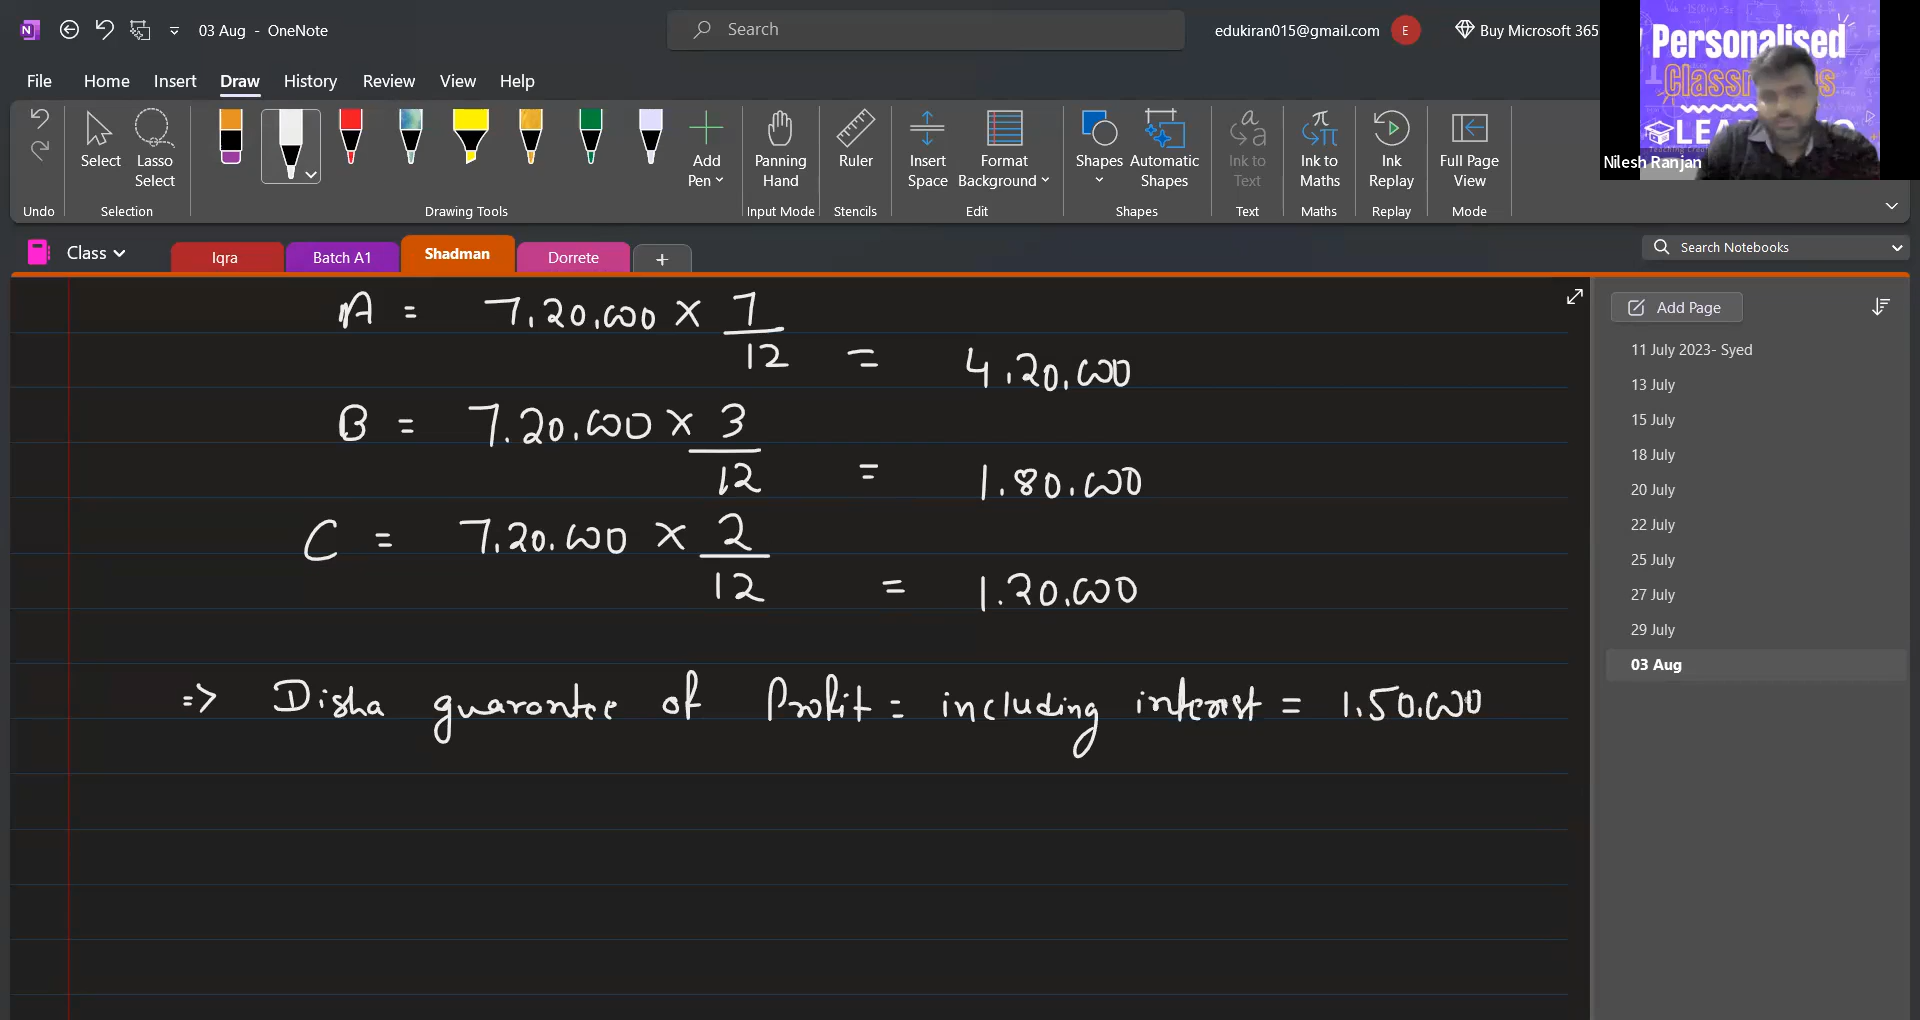 03 Aug - OneNote
Search
edukiran015@gmail.com
E
Buy Microsoft 365
Personalised
Nilesh Ranjan
File Home Insert Draw History Review View Help
Select
Lasso Select
Add Pen
Panning Hand
Ruler
Insert Space
Format Background
Shapes
Automatic Shapes
Ink to Text
Ink to Maths
Ink Replay
Full Page View
Undo Selection Drawing Tools Input Mode Stencils Edit Shapes Text Maths Replay Mode
Class
Iqra
Batch A1
Shadman
Dorrete
+
Search Notebooks
A = 7.20.000 × 7/12 = 4.20.000
B = 7.20.000 × 3/12 = 1.80.000
C = 7.20.000 × 2/12 = 1.20.000
=> Disha guarantee of Profit = including interest = 1.50.000
Add Page
11 July 2023- Syed
13 July
15 July
18 July
20 July
22 July
25 July
27 July
29 July
03 Aug